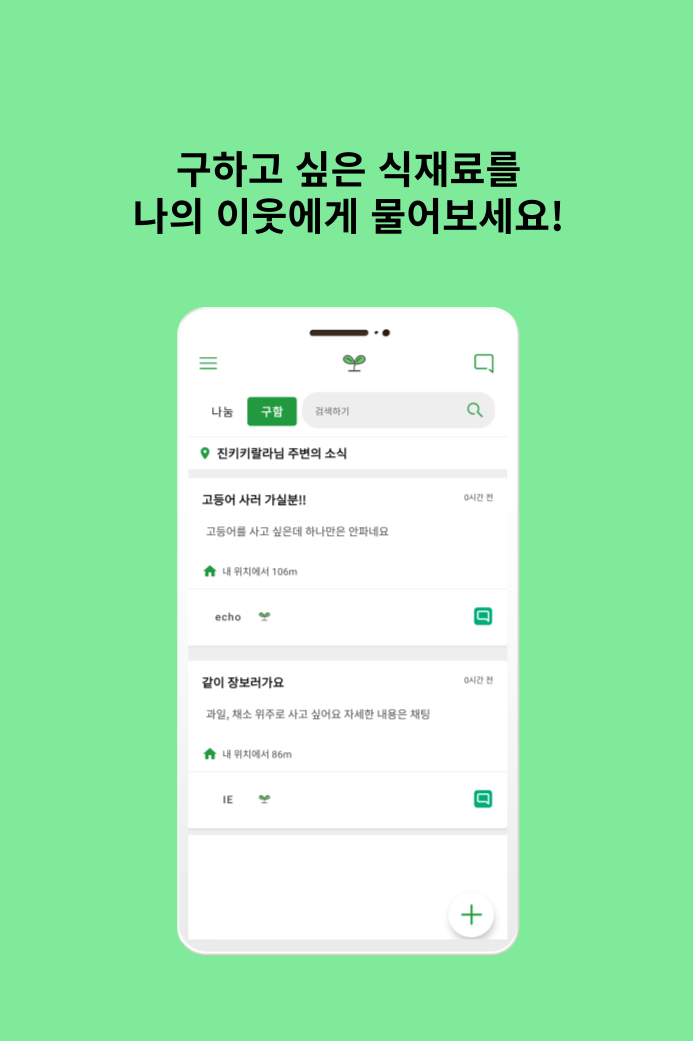 구하고 싶은 식재료를
나의 이웃에게 물어보세요!
나눔 구함 검색하기
진키키랄라님 주변의 소식
고등어 사러 가실분!! 0시간 전
고등어를 사고 싶은데 하나만은 안파네요
내 위치에서 106m
echo
같이 장보러가요 0시간 전
과일, 채소 위주로 사고 싶어요 자세한 내용은 채팅
내 위치에서 86m
IE